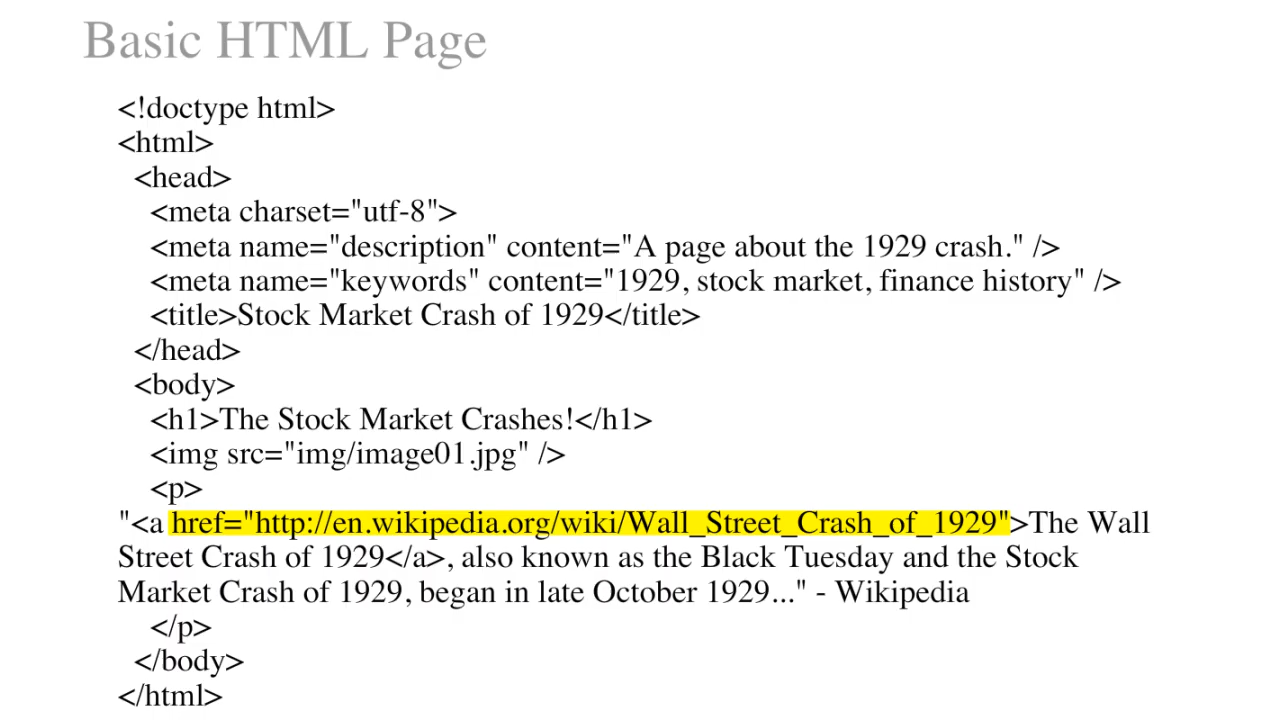 Basic HTML Page
<!doctype html>
<html>
<head>
<meta charset="utf-8">
<meta name="description" content="A page about the 1929 crash." />
<meta name="keywords" content="1929, stock market, finance history" />
<title>Stock Market Crash of 1929</title>
</head>
<body>
<h1>The Stock Market Crashes!</h1>
<img src="img/image01.jpg" />
<p>
"<a href="http://en.wikipedia.org/wiki/Wall_Street_Crash_of_1929">The Wall
Street Crash of 1929</a>, also known as the Black Tuesday and the Stock
Market Crash of 1929, began in late October 1929..." - Wikipedia
</p>
</body>
</html>